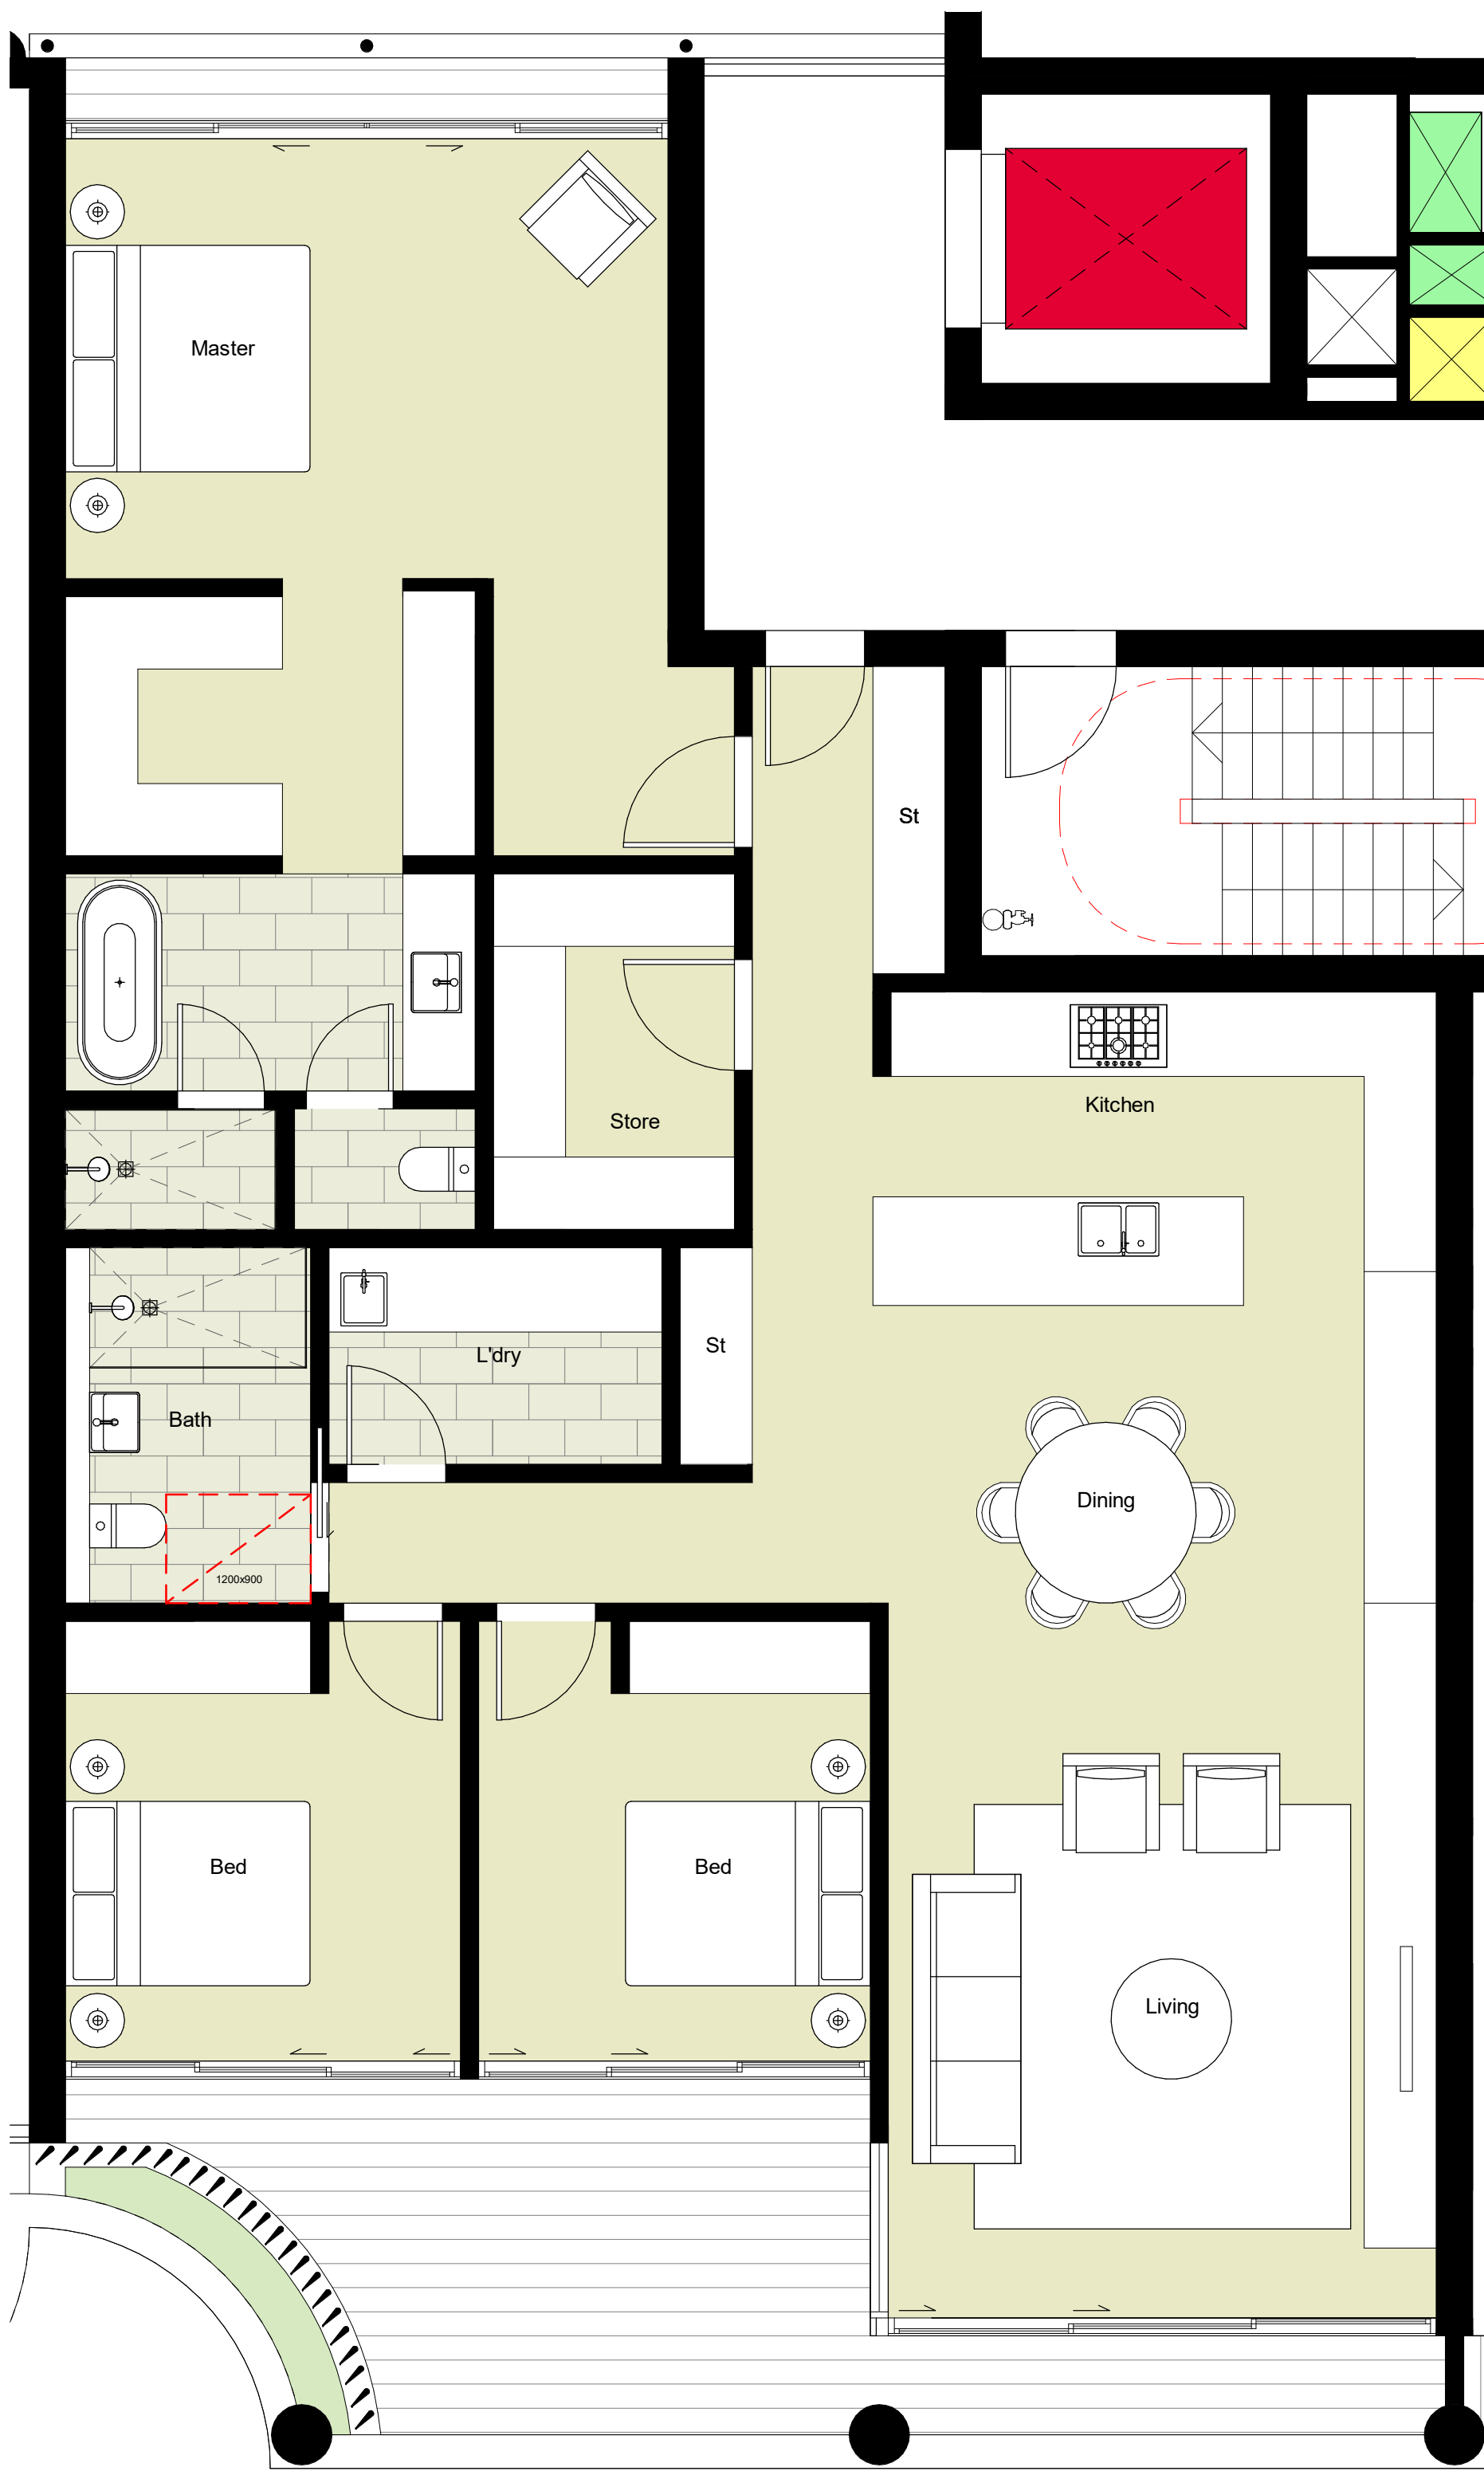 Master
St
Kitchen
Store
St
L'dry
Bath
Dining
1200x900
Bed
Bed
Living